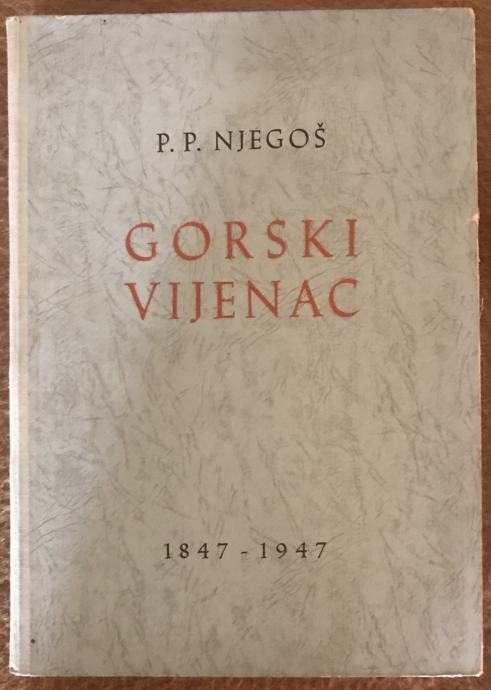 P. P. NJEGOŠ
GORSKI
VIJENAC
1847 - 1947